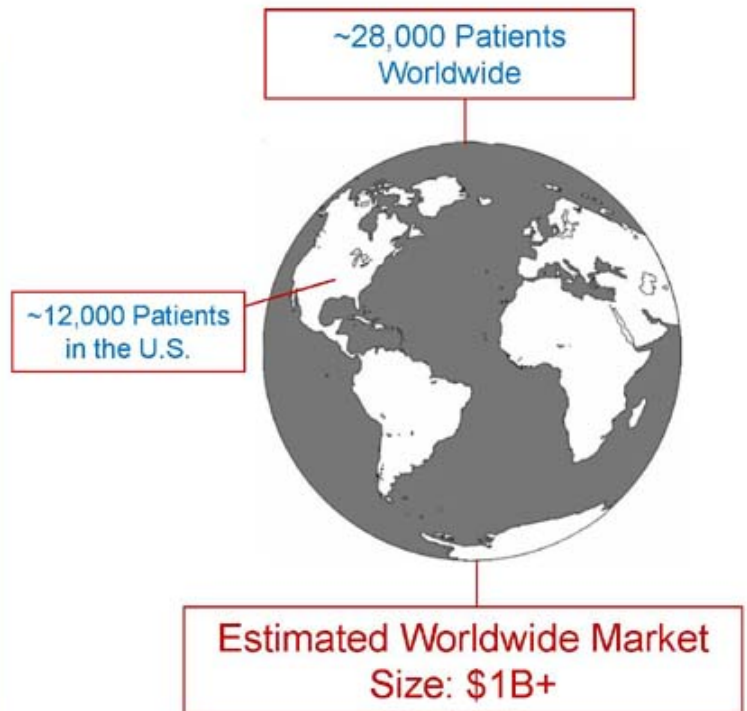 ~28,000 Patients
Worldwide
~12,000 Patients
in the U.S.
Estimated Worldwide Market
Size: $1B+